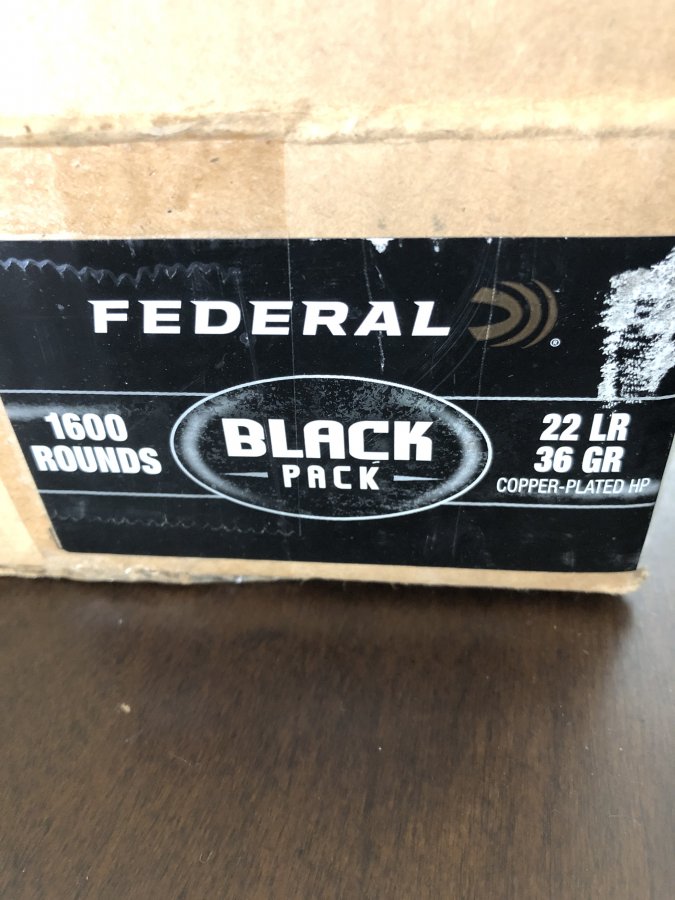 FEDERAL®
1600
ROUNDS
BLACK
PACK
22 LR
36 GR
COPPER-PLATED HP